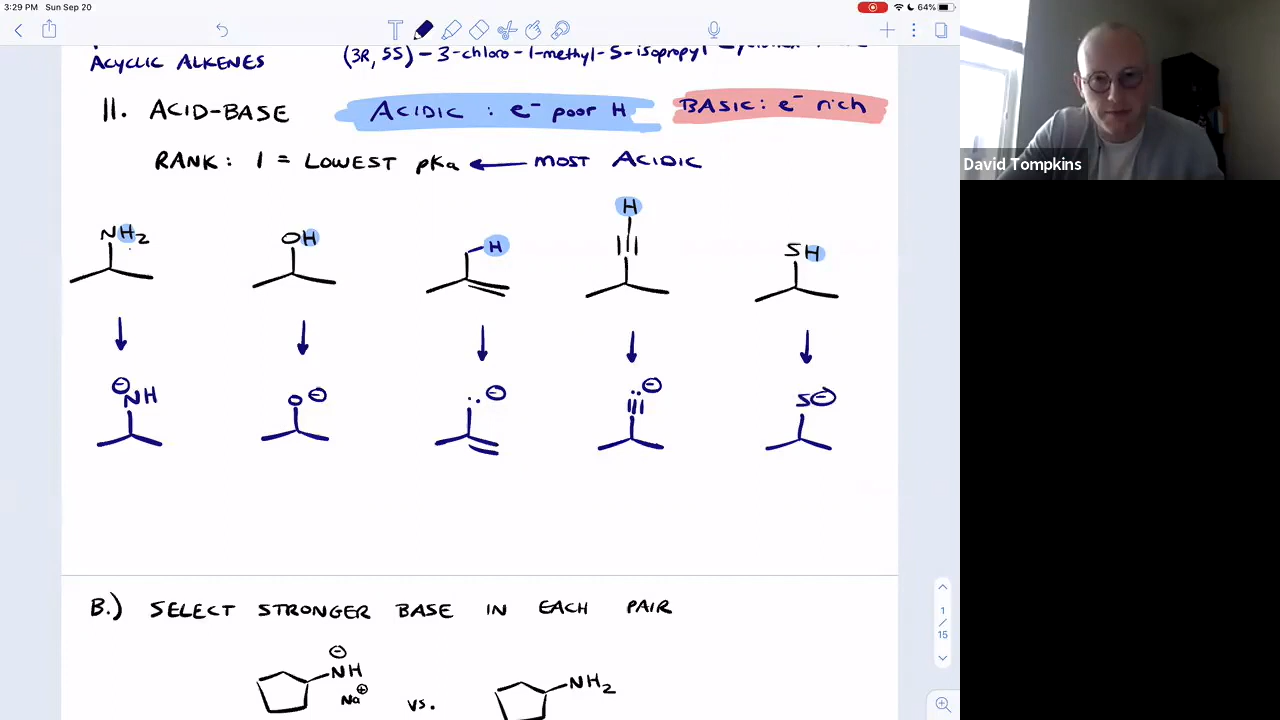 3:29 PM Sun Sep 20
64%
ACYCLIC ALKENES
(3R, 5S) - 3-chloro-1-methyl-5-isopropyl
II. ACID-BASE
ACIDIC : e⁻ poor H
BASIC: e⁻ rich
RANK: 1 = LOWEST pKa ← MOST ACIDIC
David Tompkins
NH₂
OH
H
H
SH
⊖
NH
O⊖
..⊖
..⊖
S⊖
B.) SELECT STRONGER BASE IN EACH PAIR
⊖
NH
Na⊕
vs.
NH₂
1
/
15